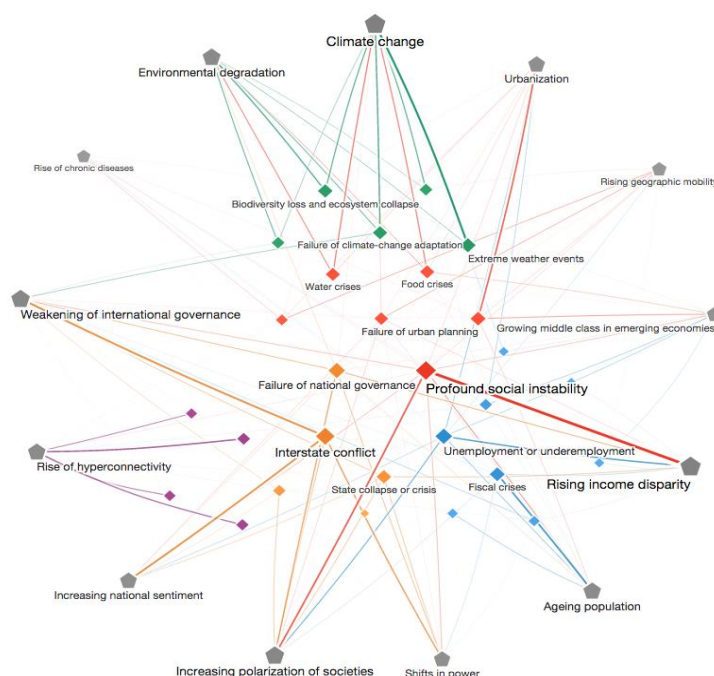 Climate change
Environmental degradation
Urbanization
Rise of chronic diseases
Rising geographic mobility
Biodiversity loss and ecosystem collapse
Failure of climate-change adaptation
Extreme weather events
Water crises
Food crises
Weakening of international governance
Failure of urban planning
Growing middle class in emerging economies
Failure of national governance
Profound social instability
Interstate conflict
Unemployment or underemployment
Rise of hyperconnectivity
State collapse or crisis
Fiscal crises
Rising income disparity
Increasing national sentiment
Ageing population
Increasing polarization of societies
Shifts in power